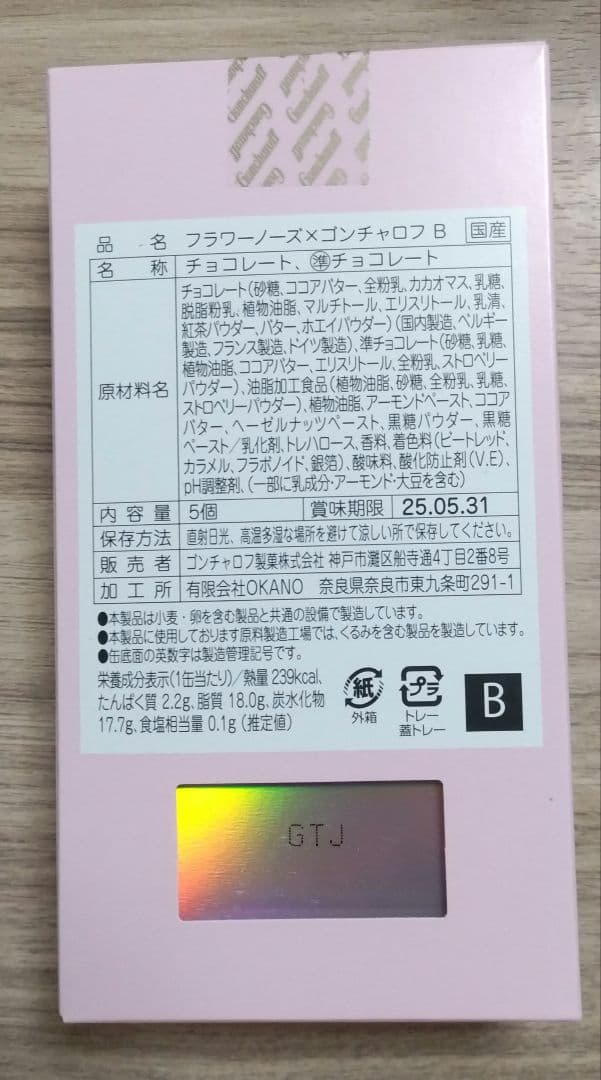 Goncharoff
品名 フラワーノーズ×ゴンチャロフ B 国産
名称 チョコレート、㊟チョコレート
チョコレート(砂糖、ココアバター、全粉乳、カカオマス、乳糖、
脱脂粉乳、植物油脂、マルチトール、エリスリトール、乳清、
紅茶パウダー、バター、ホエイパウダー)(国内製造、ベルギー
製造、フランス製造、ドイツ製造)、準チョコレート(砂糖、乳糖、
植物油脂、ココアバター、エリスリトール、全粉乳、ストロベリー
パウダー)、油脂加工食品(植物油脂、砂糖、全粉乳、乳糖、
原材料名
ストロベリーパウダー)、植物油脂、アーモンドペースト、ココア
バター、ヘーゼルナッツペースト、黒糖パウダー、黒糖
ペースト/乳化剤、トレハロース、香料、着色料(ビートレッド、
カラメル、フラボノイド、銀箔)、酸味料、酸化防止剤(V.E)、
pH調整剤、(一部に乳成分・アーモンド・大豆を含む)
内容量 5個 賞味期限 25.05.31
保存方法 直射日光、高温多湿な場所を避けて涼しい所で保存してください。
販売者 ゴンチャロフ製菓株式会社 神戸市灘区船寺通4丁目2番8号
加工所 有限会社OKANO 奈良県奈良市東九条町291-1
●本製品は小麦・卵を含む製品と共通の設備で製造しています。
●本製品に使用しております原料製造工場では、くるみを含む製品を製造しています。
●缶底面の英数字は製造管理記号です。
栄養成分表示(1缶当たり)/熱量 239kcal、
たんぱく質 2.2g、脂質 18.0g、炭水化物
17.7g、食塩相当量 0.1g(推定値)
紙
外箱
プラ
トレー
蓋トレー
B
GTJ